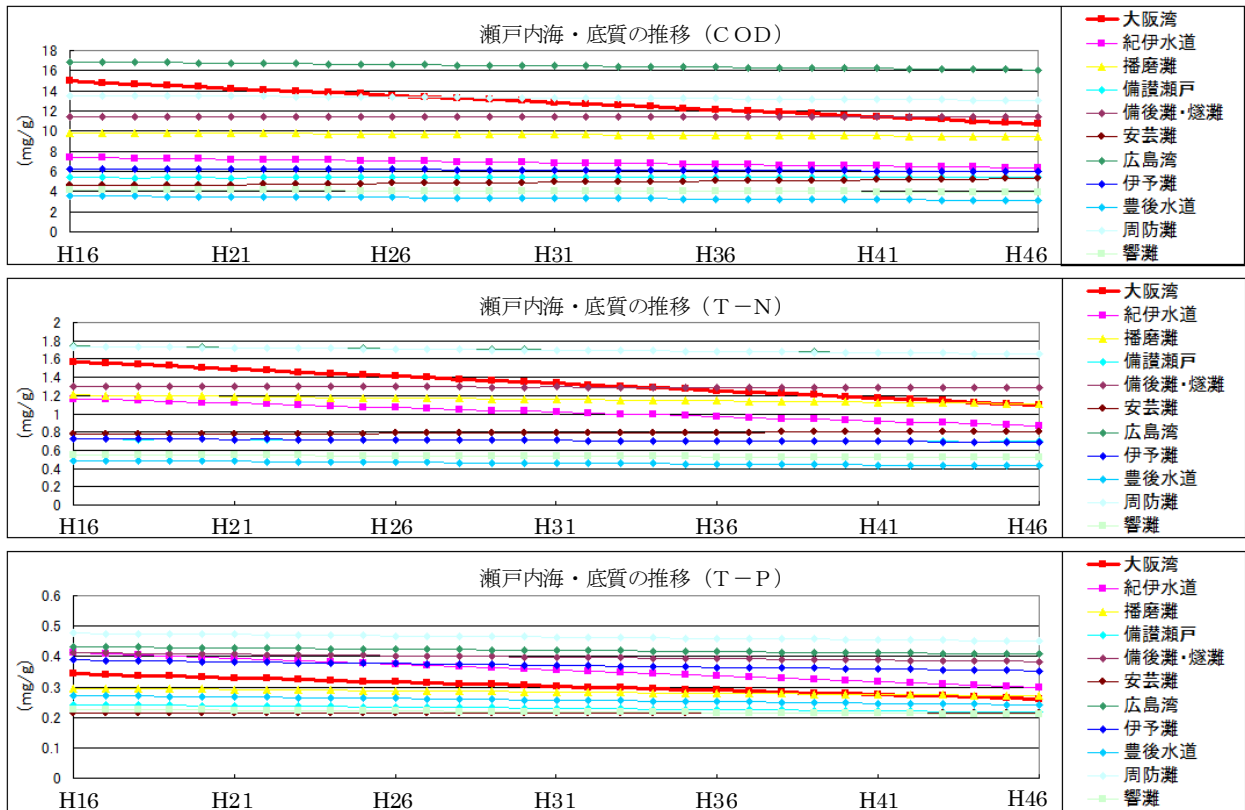 瀬戸内海・底質の推移（ＣＯＤ）
(mg/g)
18
16
14
12
10
8
6
4
2
0
H16 H21 H26 H31 H36 H41 H46
大阪湾
紀伊水道
播磨灘
備讃瀬戸
備後灘・燧灘
安芸灘
広島湾
伊予灘
豊後水道
周防灘
響灘
瀬戸内海・底質の推移（Ｔ－Ｎ）
(mg/g)
2
1.8
1.6
1.4
1.2
1
0.8
0.6
0.4
0.2
0
H16 H21 H26 H31 H36 H41 H46
大阪湾
紀伊水道
播磨灘
備讃瀬戸
備後灘・燧灘
安芸灘
広島湾
伊予灘
豊後水道
周防灘
響灘
瀬戸内海・底質の推移（Ｔ－Ｐ）
(mg/g)
0.6
0.5
0.4
0.3
0.2
0.1
0
H16 H21 H26 H31 H36 H41 H46
大阪湾
紀伊水道
播磨灘
備讃瀬戸
備後灘・燧灘
安芸灘
広島湾
伊予灘
豊後水道
周防灘
響灘